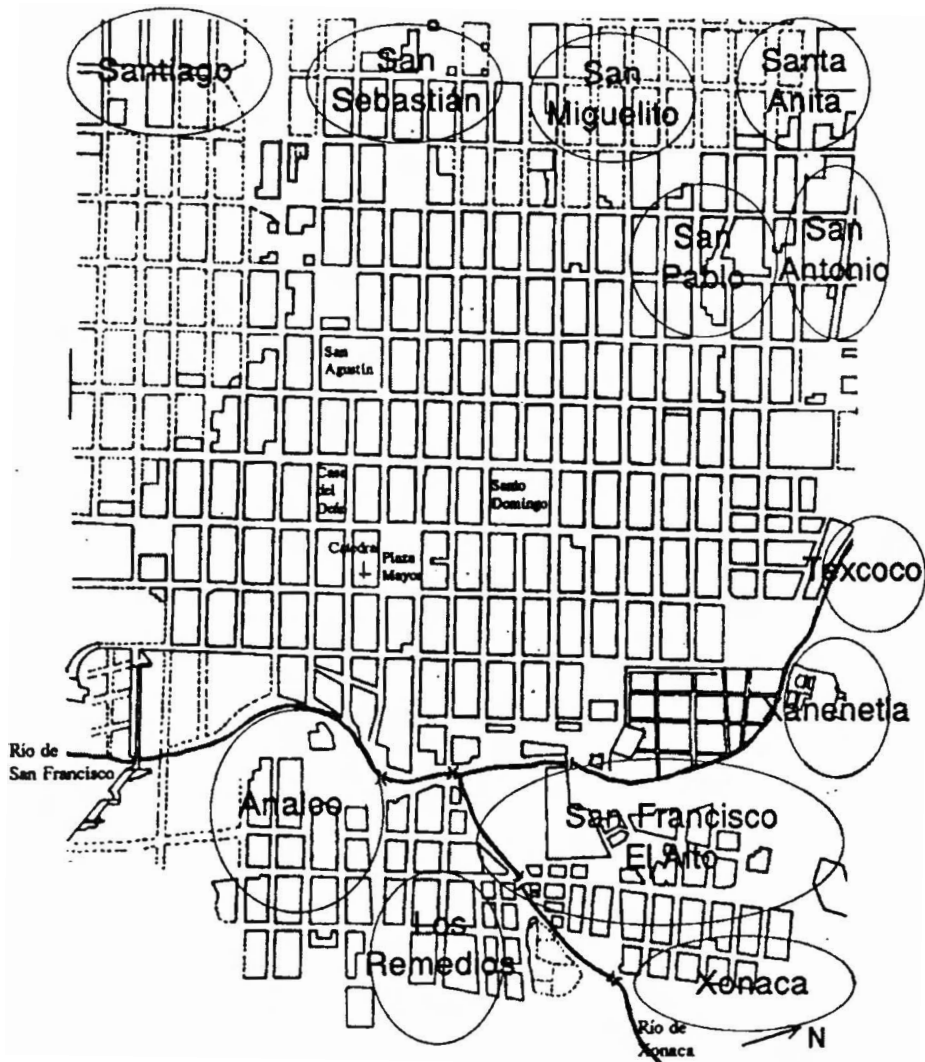 Santiago
San
Sebastián
San
Miguelito
Santa
Anita
San
Pablo
San
Antonio
San
Agustín
Casa
del
Deán
Santo
Domingo
Catedral
Plaza
Mayor
Texcoco
Xanenetla
Río de
San Francisco
Analco
San Francisco
El Alto
Los
Remedios
Xonaca
Río de
Xonaca
N